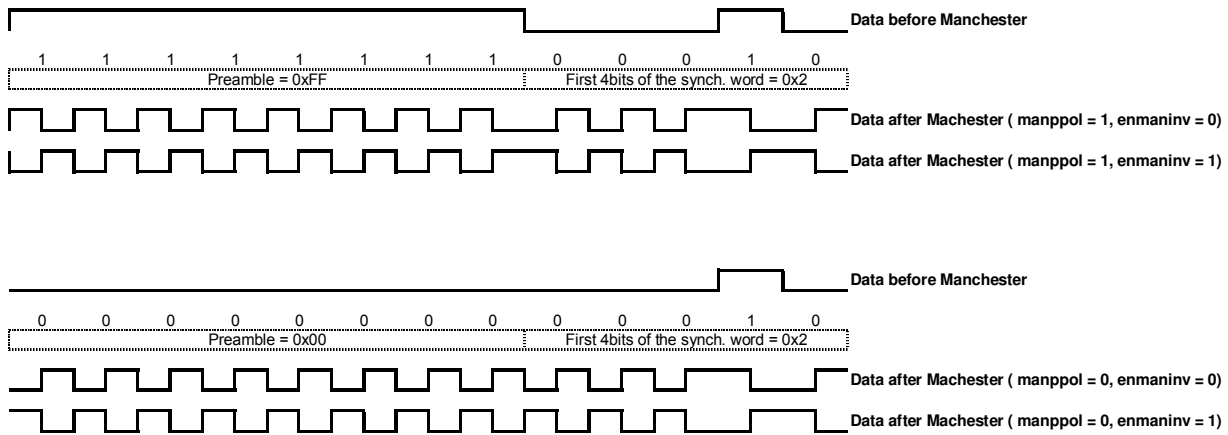 Data before Manchester
1 1 1 1 1 1 1 1 0 0 0 1 0
Preamble = 0xFF First 4bits of the synch. word = 0x2
Data after Machester ( manppol = 1, enmaninv = 0)
Data after Machester ( manppol = 1, enmaninv = 1)
Data before Manchester
0 0 0 0 0 0 0 0 0 0 0 1 0
Preamble = 0x00 First 4bits of the synch. word = 0x2
Data after Machester ( manppol = 0, enmaninv = 0)
Data after Machester ( manppol = 0, enmaninv = 1)